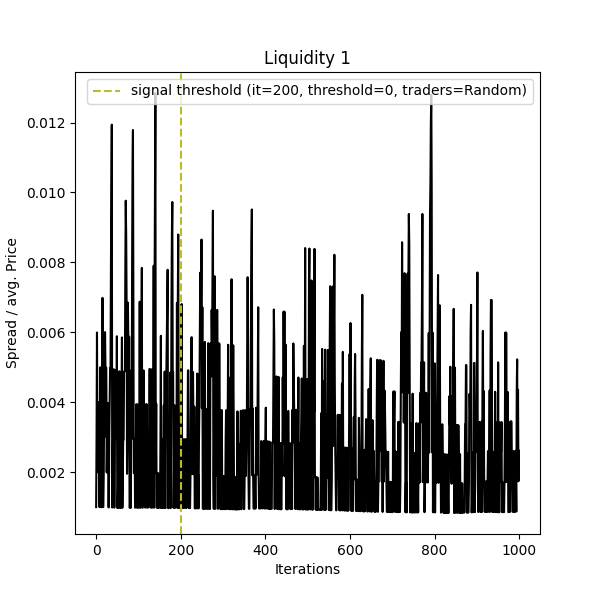 Liquidity 1
signal threshold (it=200, threshold=0, traders=Random)
Spread / avg. Price
0.012
0.010
0.008
0.006
0.004
0.002
0 200 400 600 800 1000
Iterations